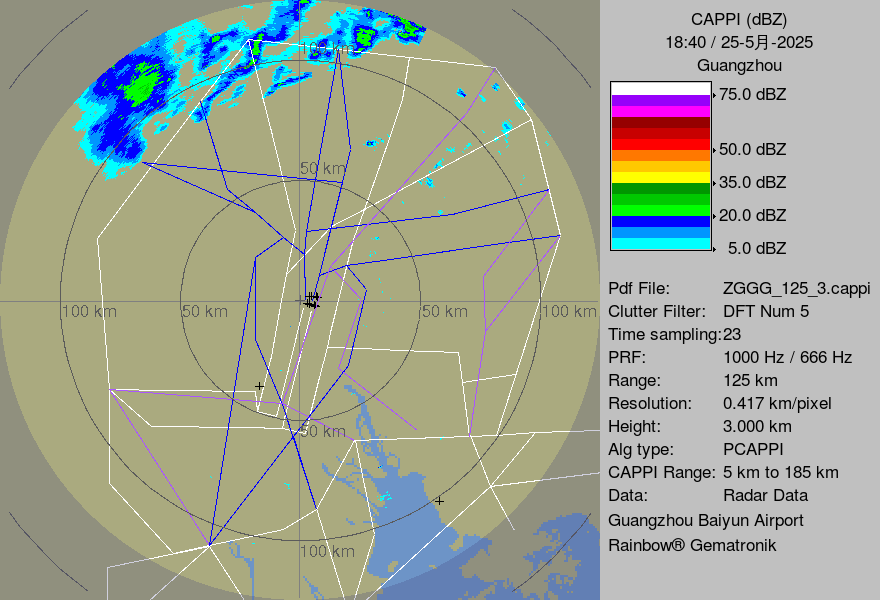 CAPPI (dBZ)
18:40 / 25-5月-2025
Guangzhou
75.0 dBZ
50.0 dBZ
35.0 dBZ
20.0 dBZ
5.0 dBZ
100 km
50 km
100 km
50 km
50 km
100 km
50 km
100 km
Pdf File: ZGGG_125_3.cappi
Clutter Filter: DFT Num 5
Time sampling:23
PRF: 1000 Hz / 666 Hz
Range: 125 km
Resolution: 0.417 km/pixel
Height: 3.000 km
Alg type: PCAPPI
CAPPI Range: 5 km to 185 km
Data: Radar Data
Guangzhou Baiyun Airport
Rainbow® Gematronik